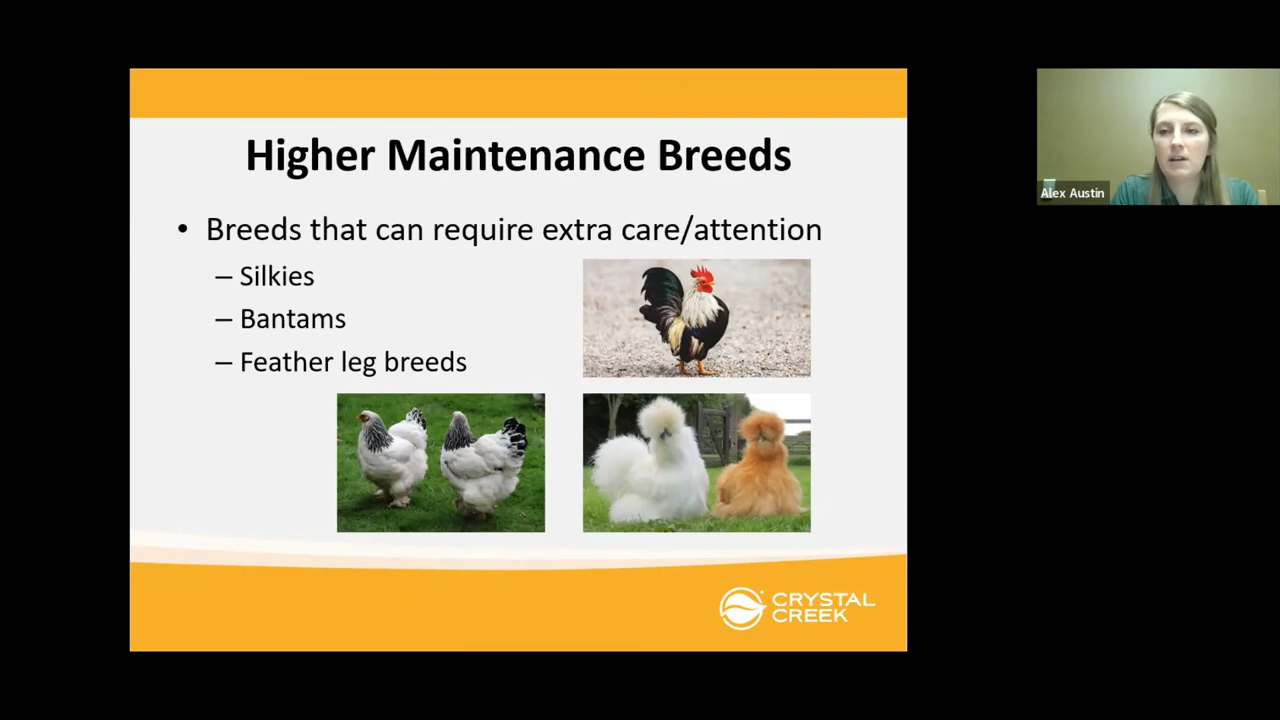 Higher Maintenance Breeds
• Breeds that can require extra care/attention
– Silkies
– Bantams
– Feather leg breeds
CRYSTAL
CREEK
Alex Austin